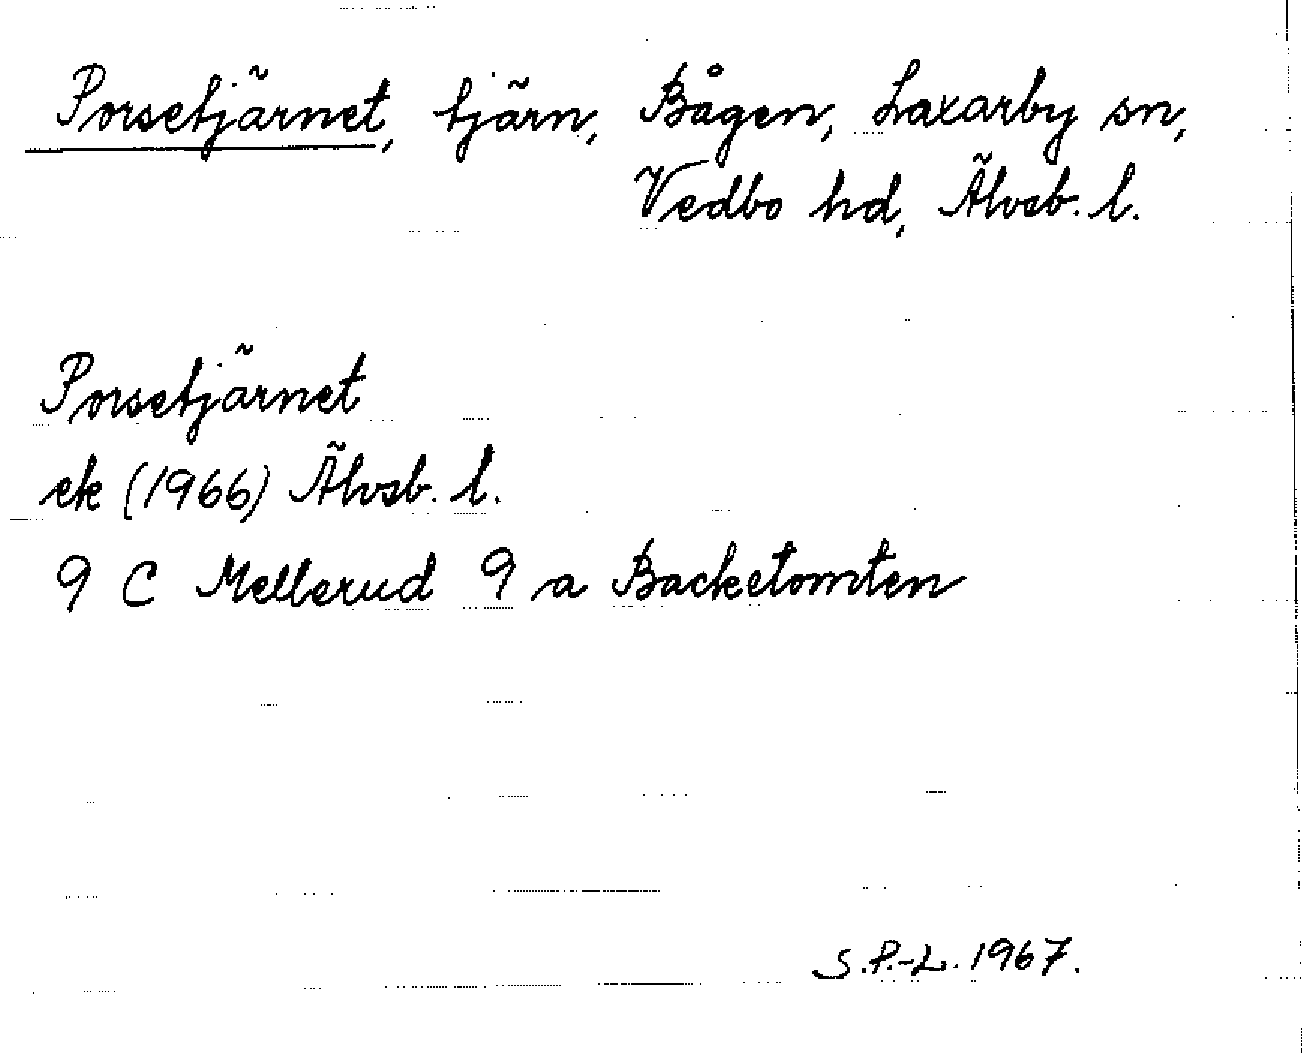 Porsetjärnet, tjärn, Bågen, Laxarby sn,
Vedbo hd, Älvsb. l.
Porsetjärnet
ek (1966) Älvsb. l.
9 C Mellerud 9 a Backetomten
S.P.-L. 1967.